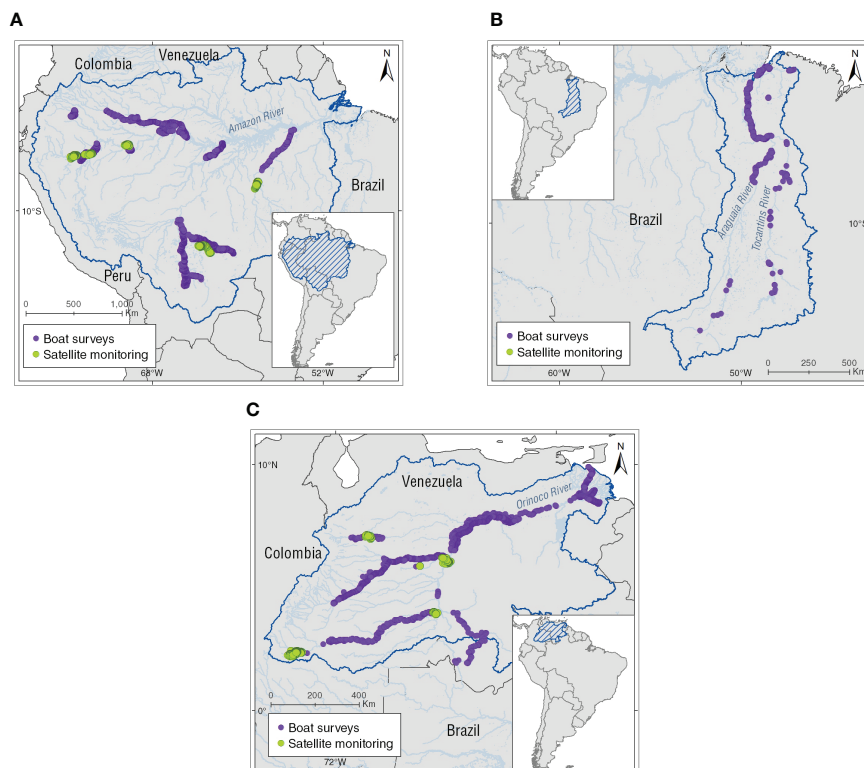 A
Colombia
Venezuela
N
Amazon River
Brazil
10°S
Peru
0 500 1,000
Km
Boat surveys
Satellite monitoring
68°W
52°W
B
N
Brazil
Araguaia River
Tocantins River
10°S
Boat surveys
Satellite monitoring
0 250 500
Km
60°W
50°W
C
N
10°N
Venezuela
Orinoco River
Colombia
0 200 400
Km
0°
Boat surveys
Satellite monitoring
Brazil
72°W